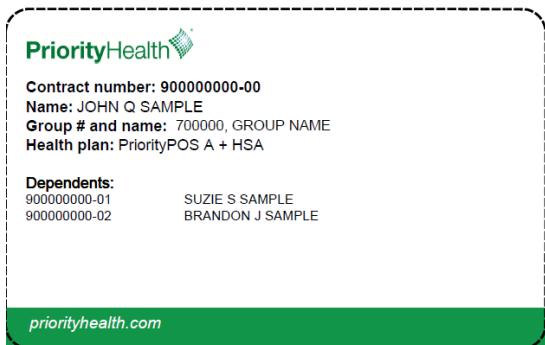 PriorityHealth
Contract number: 900000000-00
Name: JOHN Q SAMPLE
Group # and name: 700000, GROUP NAME
Health plan: PriorityPOS A + HSA
Dependents:
900000000-01 SUZIE S SAMPLE
900000000-02 BRANDON J SAMPLE
priorityhealth.com